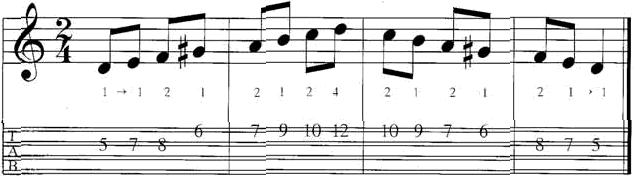 2
4
1 → 1 2 1 2 1 2 4 2 1 2 1 2 1 › 1
T 6 7 9 10 12 10 9 7 6
A 5 7 8 8 7 5
B